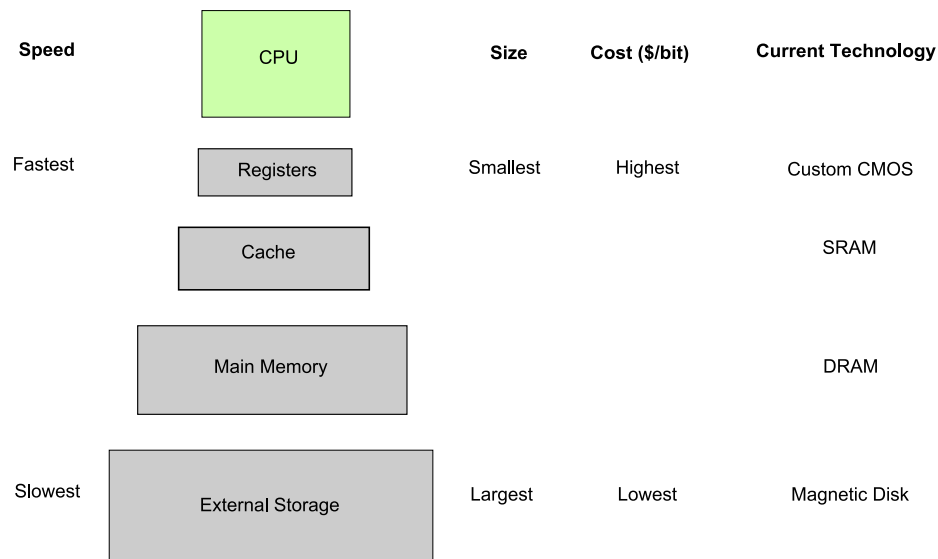 Speed CPU Size Cost ($/bit) Current Technology
Fastest Registers Smallest Highest Custom CMOS
Cache SRAM
Main Memory DRAM
Slowest External Storage Largest Lowest Magnetic Disk